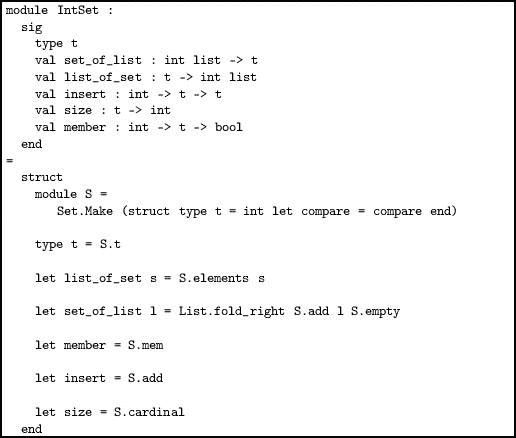 module IntSet :
  sig
    type t
    val set_of_list : int list -> t
    val list_of_set : t -> int list
    val insert : int -> t -> t
    val size : t -> int
    val member : int -> t -> bool
  end
=
  struct
    module S =
       Set.Make (struct type t = int let compare = compare end)

    type t = S.t

    let list_of_set s = S.elements s

    let set_of_list l = List.fold_right S.add l S.empty

    let member = S.mem

    let insert = S.add

    let size = S.cardinal
  end